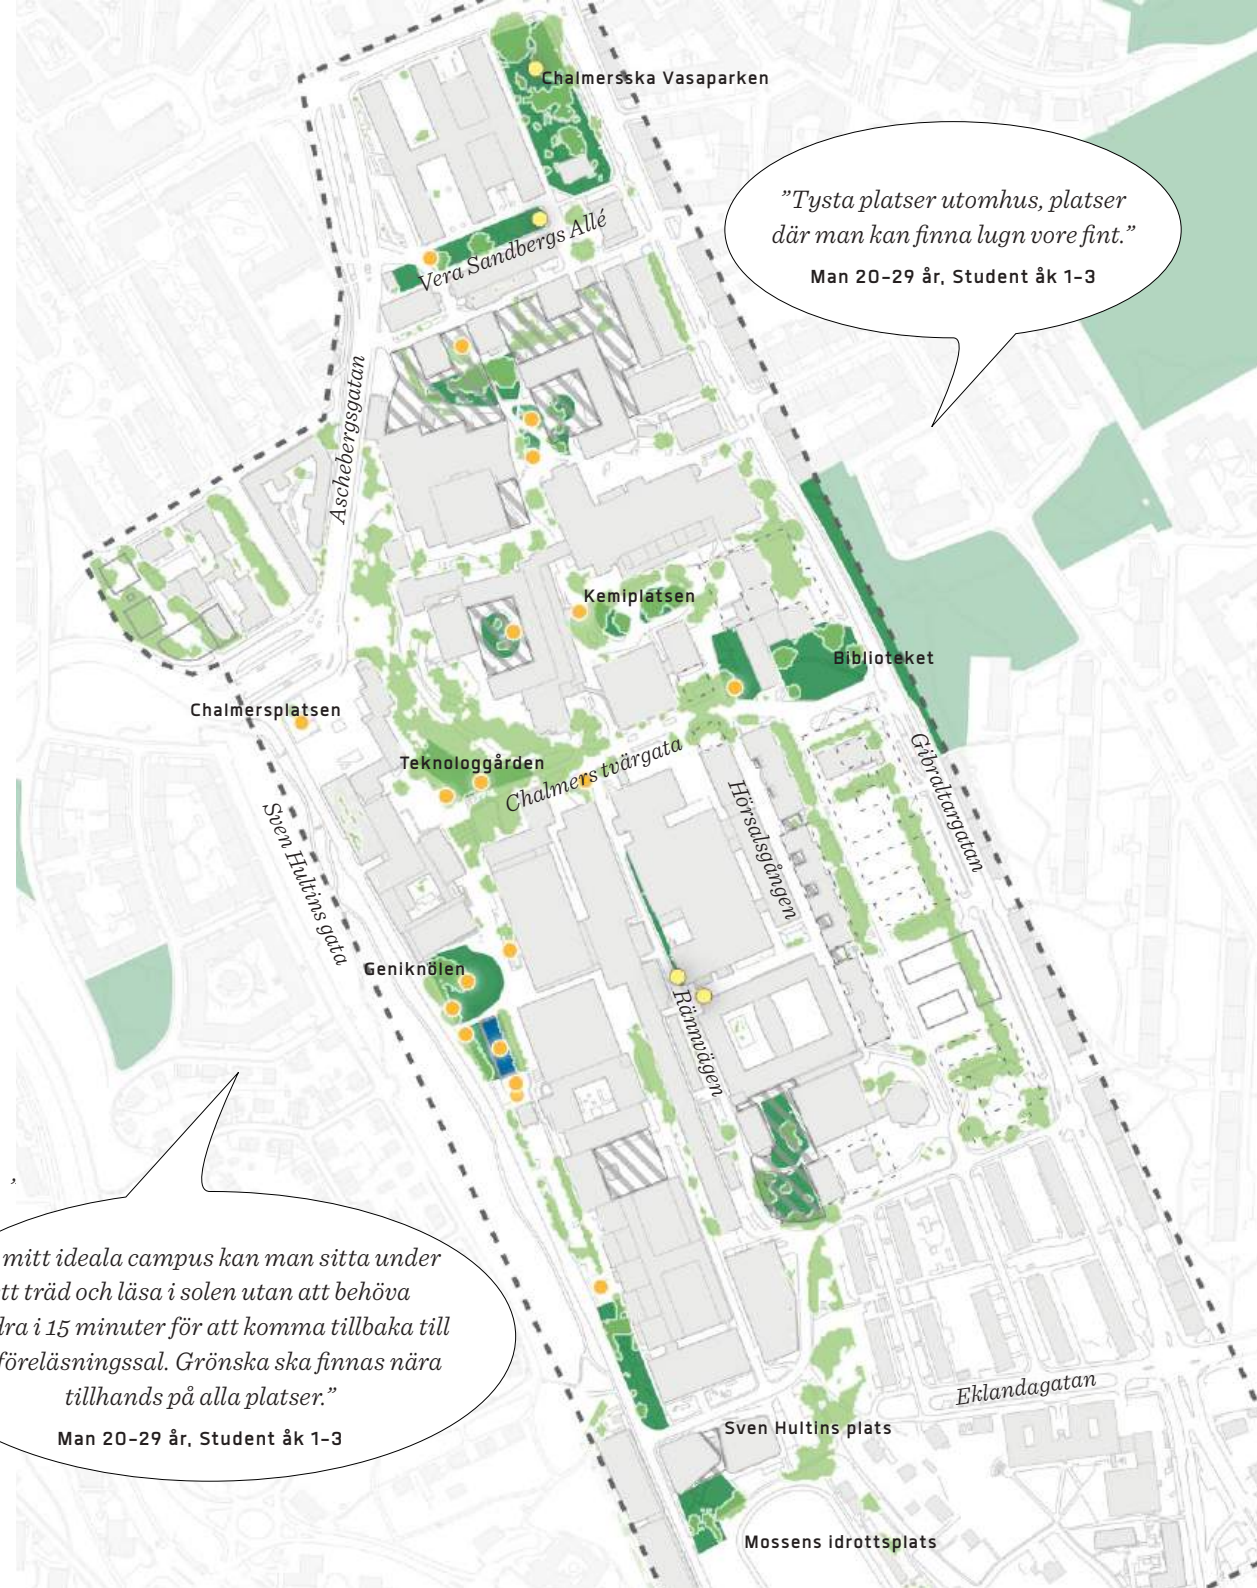 Chalmersska Vasaparken
”Tysta platser utomhus, platser
där man kan finna lugn vore fint.”
Man 20-29 år, Student åk 1-3
Vera Sandbergs Allé
Aschebergsgatan
Kemiplatsen
Biblioteket
Chalmersplatsen
Teknologgården
Chalmers tvärgata
Gibraltargatan
Hörsalsgången
Sven Hultins gata
Geniknölen
Rännvägen
mitt ideala campus kan man sitta under
tt träd och läsa i solen utan att behöva
dra i 15 minuter för att komma tillbaka till
föreläsningssal. Grönska ska finnas nära
tillhands på alla platser.”
Man 20-29 år, Student åk 1-3
Eklandagatan
Sven Hultins plats
Mossens idrottsplats